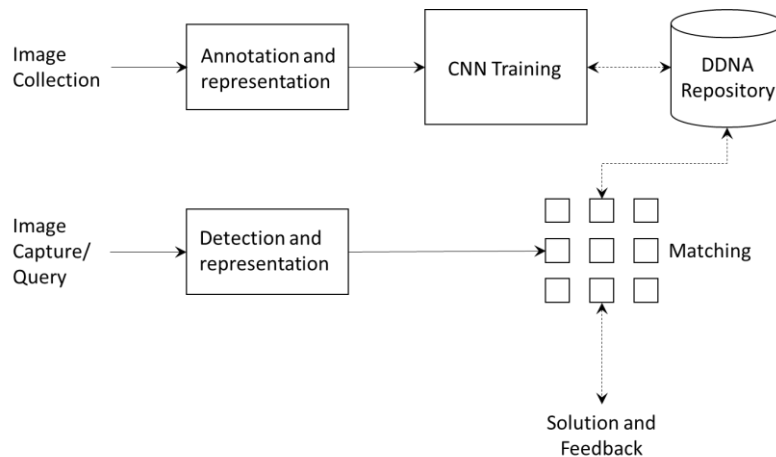 Image
Collection
Annotation and
representation
CNN Training
DDNA
Repository
Image
Capture/
Query
Detection and
representation
Matching
Solution and
Feedback